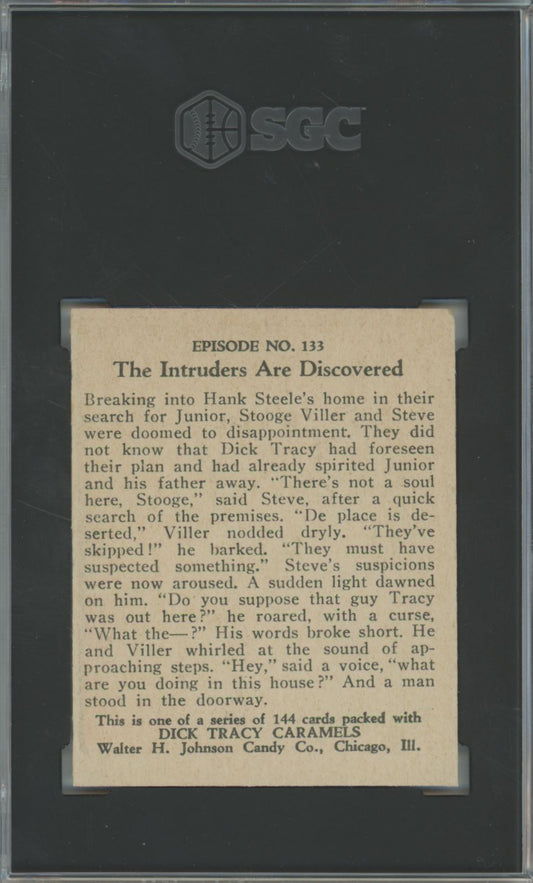 SGC
EPISODE NO. 133
The Intruders Are Discovered
Breaking into Hank Steele's home in their
search for Junior, Stooge Viller and Steve
were doomed to disappointment. They did
not know that Dick Tracy had foreseen
their plan and had already spirited Junior
and his father away. "There's not a soul
here, Stooge," said Steve, after a quick
search of the premises. "De place is de-
serted," Viller nodded dryly. "They've
skipped!" he barked. "They must have
suspected something." Steve's suspicions
were now aroused. A sudden light dawned
on him. "Do you suppose that guy Tracy
was out here?" he roared, with a curse,
"What the—?" His words broke short. He
and Viller whirled at the sound of ap-
proaching steps. "Hey," said a voice, "what
are you doing in this house?" And a man
stood in the doorway.
This is one of a series of 144 cards packed with
DICK TRACY CARAMELS
Walter H. Johnson Candy Co., Chicago, Ill.